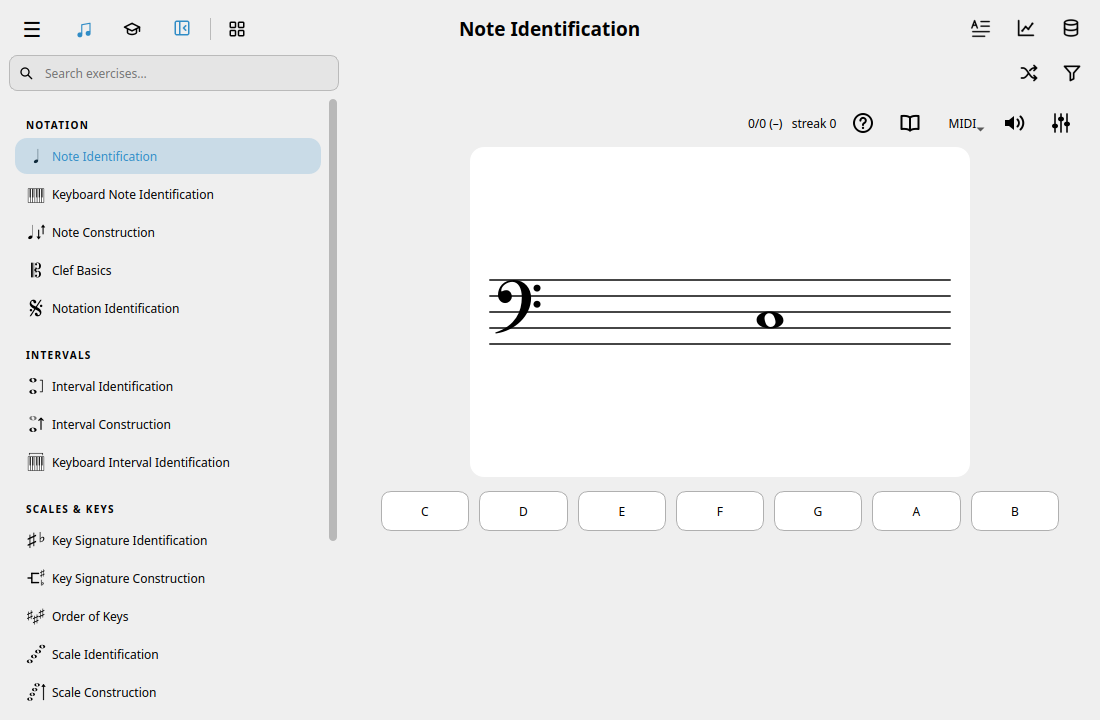 Note Identification
Search exercises...
0/0 (–) streak 0 MIDI
NOTATION
Note Identification
Keyboard Note Identification
Note Construction
Clef Basics
Notation Identification
INTERVALS
Interval Identification
Interval Construction
Keyboard Interval Identification
SCALES & KEYS
Key Signature Identification
Key Signature Construction
Order of Keys
Scale Identification
Scale Construction
C D E F G A B